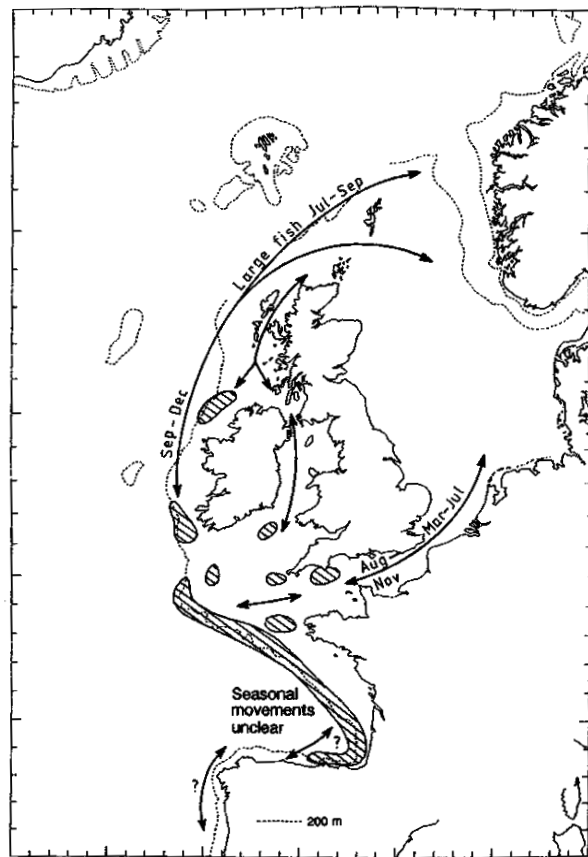 Large fish Jul-Sep
Sep-Dec
Mar-Jul
Aug
Nov
Seasonal
movements
unclear
?
?
200 m